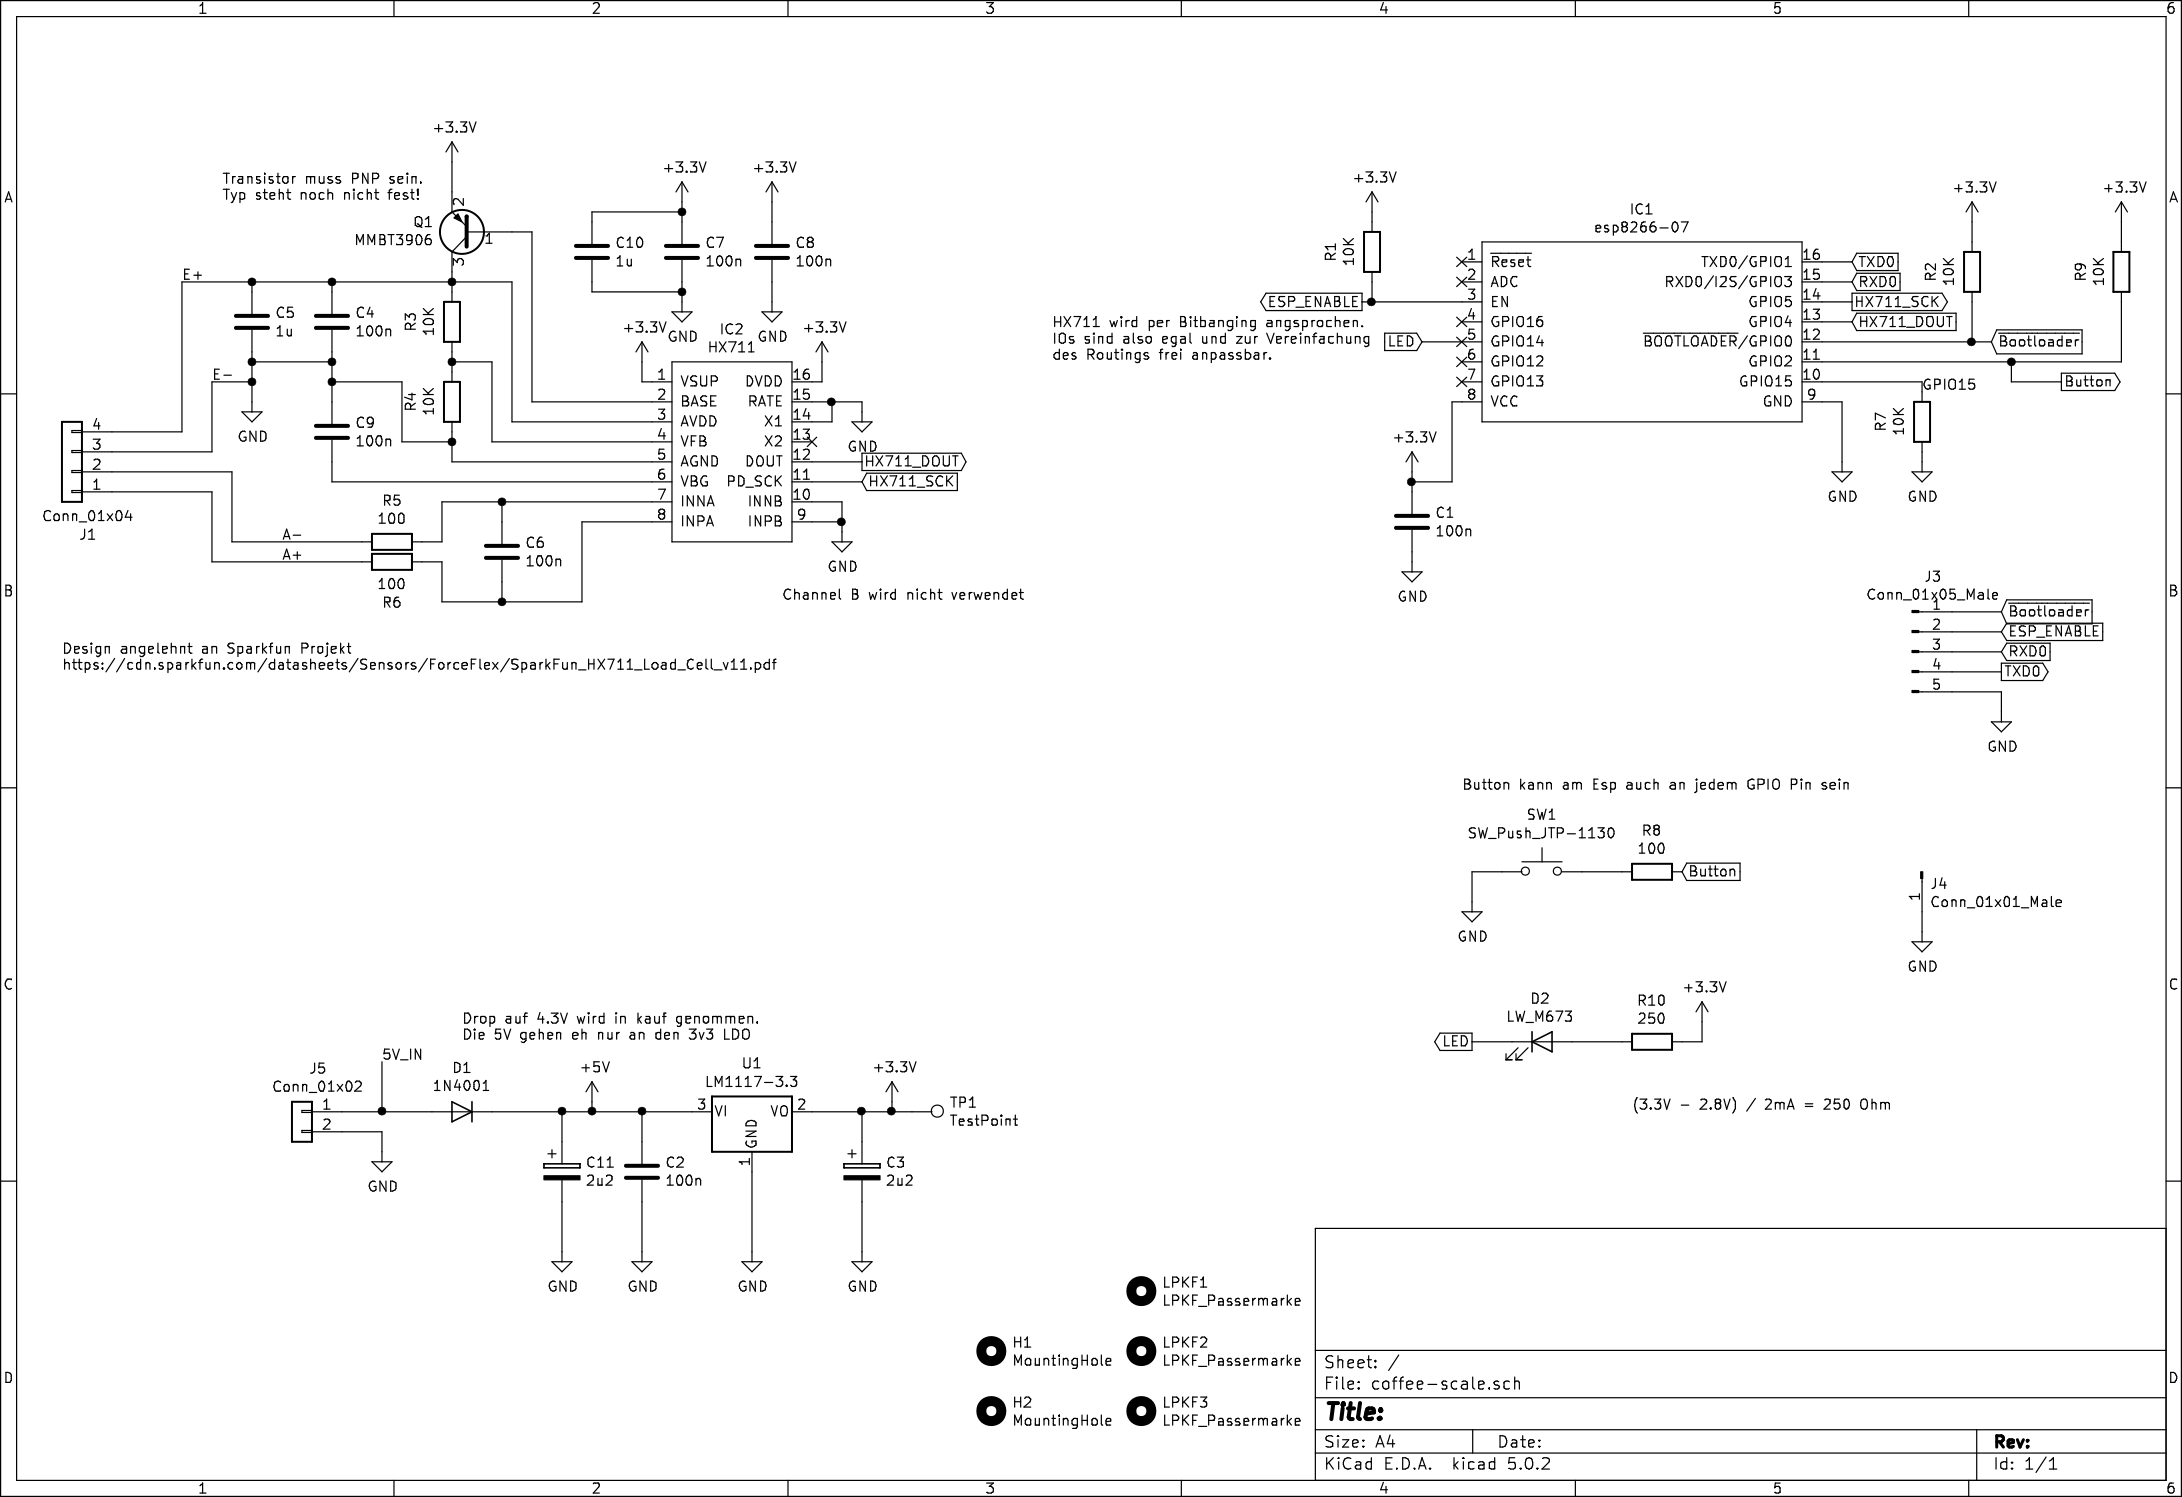 1 2 3 4 5 6
A
B
C
D
A
B
C
D
1 2 3 4 5 6
+3.3V
Transistor muss PNP sein.
Typ steht noch nicht fest!
Q1
MMBT3906
2
1
3
E+
C5
1u
C4
100n
R3
10K
R4
10K
E-
GND
C9
100n
4
3
2
1
Conn_01x04
J1
R5
100
A-
A+
100
R6
C6
100n
+3.3V
C10
1u
C7
100n
GND
+3.3V
C8
100n
GND
+3.3V
IC2
HX711
+3.3V
1 VSUP DVDD 16
2 BASE RATE 15
3 AVDD X1 14
4 VFB X2 13
5 AGND DOUT 12
6 VBG PD_SCK 11
7 INNA INNB 10
8 INPA INPB 9
GND
HX711_DOUT
HX711_SCK
GND
Channel B wird nicht verwendet
Design angelehnt an Sparkfun Projekt
https://cdn.sparkfun.com/datasheets/Sensors/ForceFlex/SparkFun_HX711_Load_Cell_v11.pdf
+3.3V
R1
10K
ESP_ENABLE
HX711 wird per Bitbanging angsprochen.
IOs sind also egal und zur Vereinfachung
des Routings frei anpassbar.
LED
IC1
esp8266-07
1 Reset TXD0/GPIO1 16
2 ADC RXD0/I2S/GPIO3 15
3 EN GPIO5 14
4 GPIO16 GPIO4 13
5 GPIO14 BOOTLOADER/GPIO0 12
6 GPIO12 GPIO2 11
7 GPIO13 GPIO15 10
8 VCC GND 9
TXD0
RXD0
HX711_SCK
HX711_DOUT
+3.3V
R2
10K
+3.3V
R9
10K
Bootloader
Button
GPIO15
R7
10K
GND
GND
+3.3V
C1
100n
GND
J3
Conn_01x05_Male
1 Bootloader
2 ESP_ENABLE
3 RXD0
4 TXD0
5
GND
Button kann am Esp auch an jedem GPIO Pin sein
SW1
SW_Push_JTP-1130
R8
100
Button
GND
J4
Conn_01x01_Male
1
GND
D2
LW_M673
R10
250
+3.3V
LED
(3.3V - 2.8V) / 2mA = 250 Ohm
Drop auf 4.3V wird in kauf genommen.
Die 5V gehen eh nur an den 3v3 LDO
J5
Conn_01x02
1
2
5V_IN
GND
D1
1N4001
+5V
+
C11
2u2
GND
C2
100n
GND
U1
LM1117-3.3
3 VI VO 2
GND
1
GND
+3.3V
TP1
TestPoint
+
C3
2u2
GND
LPKF1
LPKF_Passermarke
H1
MountingHole
LPKF2
LPKF_Passermarke
H2
MountingHole
LPKF3
LPKF_Passermarke
Sheet: /
File: coffee-scale.sch
Title:
Size: A4 Date: Rev:
KiCad E.D.A. kicad 5.0.2 Id: 1/1